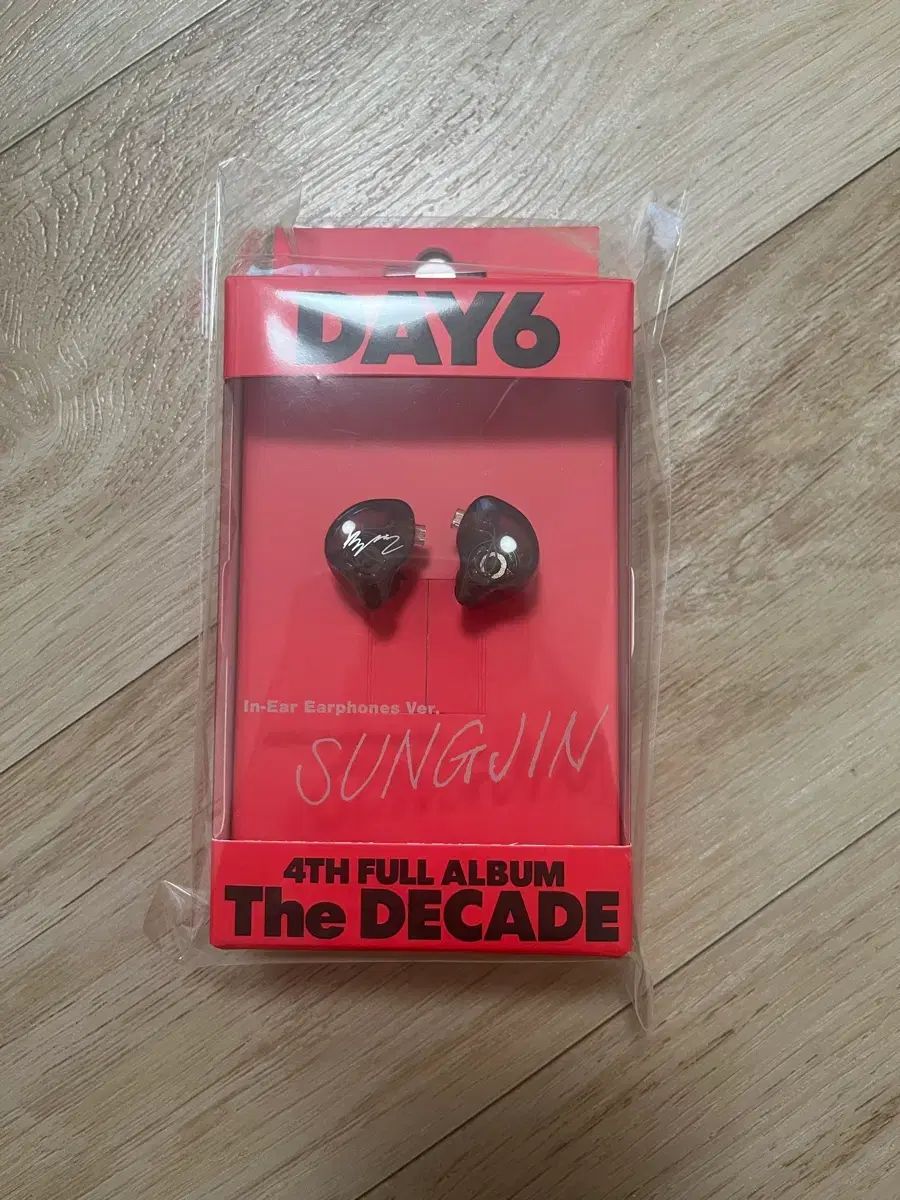 DAY6
In-Ear Earphones Ver.
SUNGJIN
4TH FULL ALBUM
The DECADE